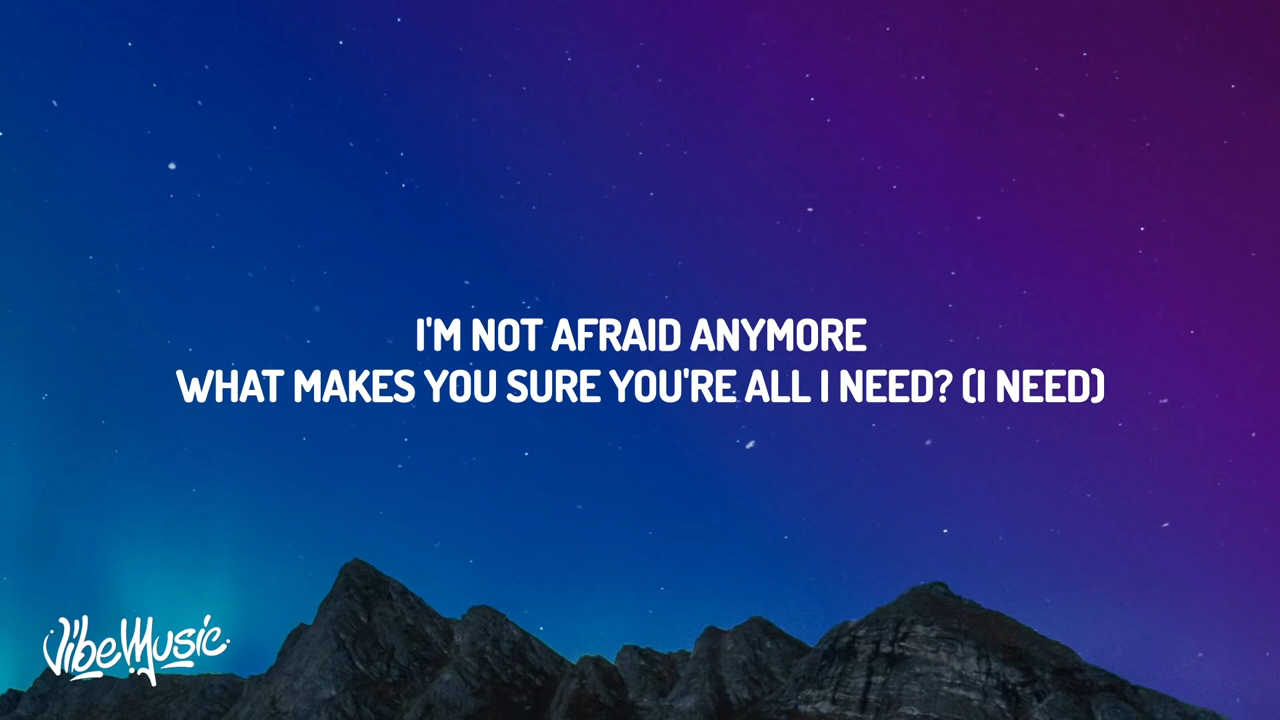 I'M NOT AFRAID ANYMORE
WHAT MAKES YOU SURE YOU'RE ALL I NEED? (I NEED)
VibeMusic